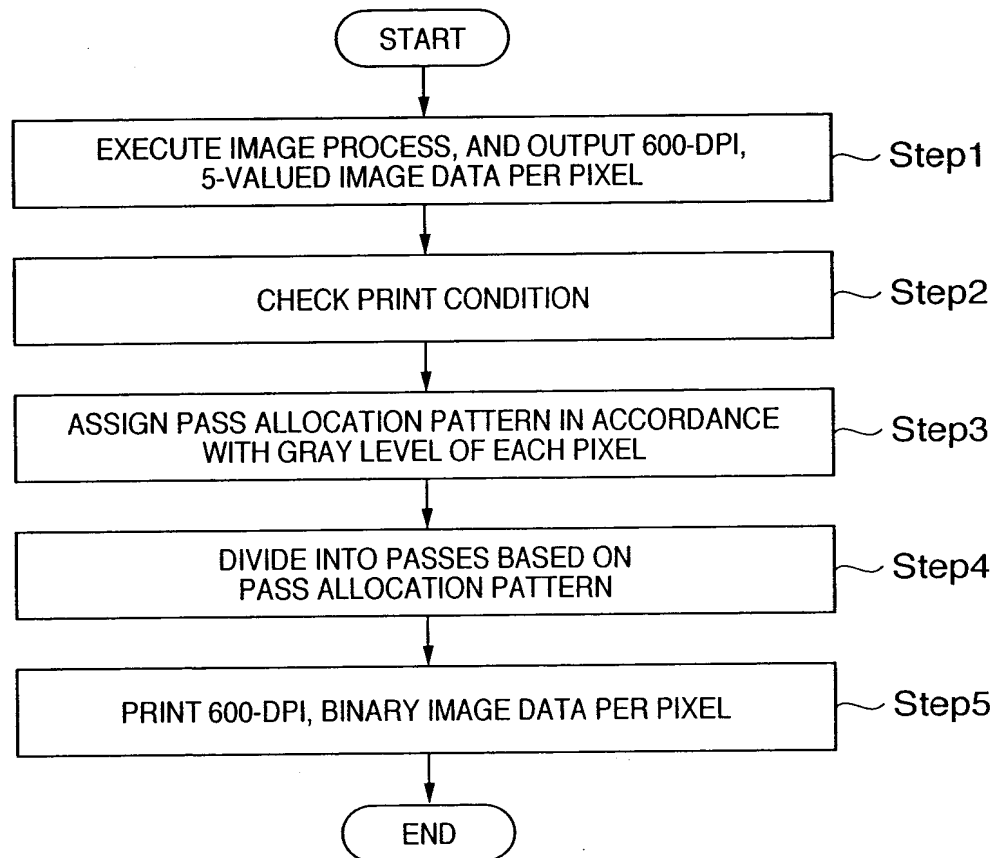 START
EXECUTE IMAGE PROCESS, AND OUTPUT 600-DPI,
5-VALUED IMAGE DATA PER PIXEL
Step1
CHECK PRINT CONDITION
Step2
ASSIGN PASS ALLOCATION PATTERN IN ACCORDANCE
WITH GRAY LEVEL OF EACH PIXEL
Step3
DIVIDE INTO PASSES BASED ON
PASS ALLOCATION PATTERN
Step4
PRINT 600-DPI, BINARY IMAGE DATA PER PIXEL
Step5
END